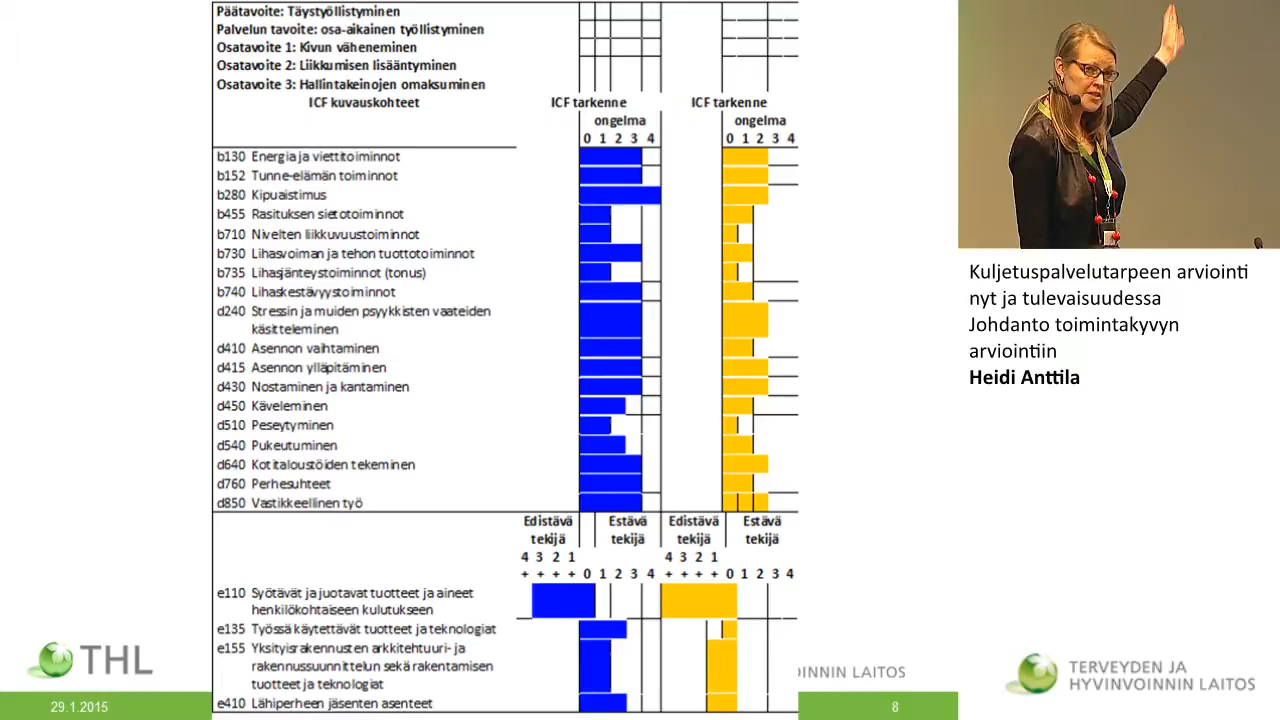 Päätavoite: Täystyöllistyminen
Palvelun tavoite: osa-aikainen työllistyminen
Osatavoite 1: Kivun väheneminen
Osatavoite 2: Liikkumisen lisääntyminen
Osatavoite 3: Hallintakeinojen omaksuminen
ICF kuvauskohteet ICF tarkenne ICF tarkenne
ongelma ongelma
0 1 2 3 4 0 1 2 3 4
b130 Energia ja viettitoiminnot
b152 Tunne-elämän toiminnot
b280 Kipuaistimus
b455 Rasituksen sietotoiminnot
b710 Nivelten liikkuvuustoiminnot
b730 Lihasvoiman ja tehon tuottotoiminnot
b735 Lihasjänteystoiminnot (tonus)
b740 Lihaskestävyystoiminnot
d240 Stressin ja muiden psyykkisten vaateiden
käsitteleminen
d410 Asennon vaihtaminen
d415 Asennon ylläpitäminen
d430 Nostaminen ja kantaminen
d450 Käveleminen
d510 Peseytyminen
d540 Pukeutuminen
d640 Kotitaloustöiden tekeminen
d760 Perhesuhteet
d850 Vastikkeellinen työ
Edistävä Estävä Edistävä Estävä
tekijä tekijä tekijä tekijä
4 3 2 1 4 3 2 1
+ + + + 0 1 2 3 4 + + + + 0 1 2 3 4
e110 Syötävät ja juotavat tuotteet ja aineet
henkilökohtaiseen kulutukseen
e135 Työssä käytettävät tuotteet ja teknologiat
e155 Yksityisrakennusten arkkitehtuuri- ja
rakennussuunnittelun sekä rakentamisen
tuotteet ja teknologiat
e410 Lähiperheen jäsenten asenteet
Kuljetuspalvelutarpeen arviointi
nyt ja tulevaisuudessa
Johdanto toimintakyvyn
arviointiin
Heidi Anttila
THL
OINNIN LAITOS
TERVEYDEN JA
HYVINVOINNIN LAITOS
29.1.2015
8